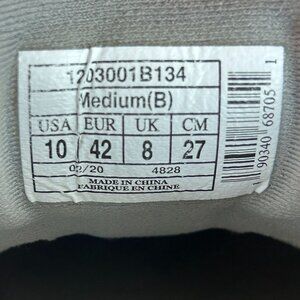 1203001B134
Medium(B)
USA EUR UK CM
10 42 8 27
02/20 4828
MADE IN CHINA
FABRIQUE EN CHINE
1 90340 68705 1